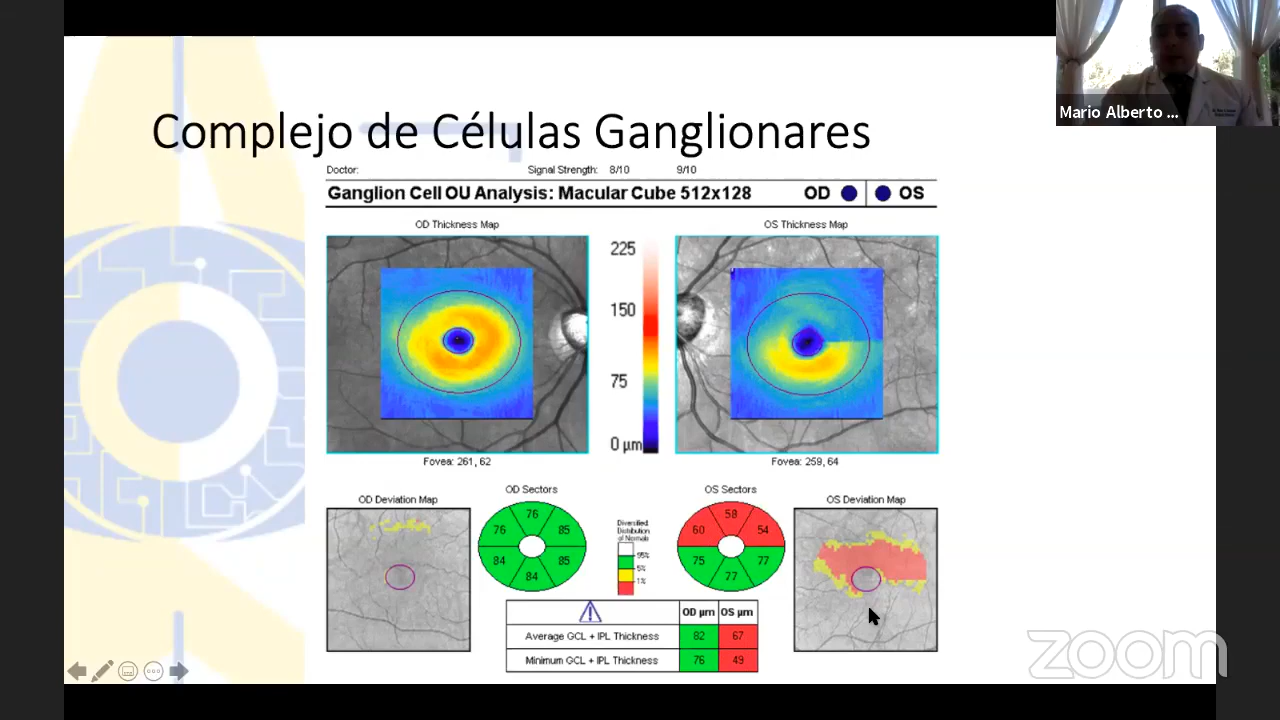 Mario Alberto ...
Complejo de Células Ganglionares
Doctor: Signal Strength: 8/10 9/10
Ganglion Cell OU Analysis: Macular Cube 512x128 OD OS
OD Thickness Map OS Thickness Map
225
150
75
0 µm
Fovea: 261, 62 Fovea: 259, 64
OD Deviation Map OD Sectors OS Sectors OS Deviation Map
76
76 85
84 85
84
Diversified
Distribution
of Normals
95%
5%
1%
58
60 54
75 77
77
OD µm OS µm
Average GCL + IPL Thickness 82 67
Minimum GCL + IPL Thickness 76 49
zoom